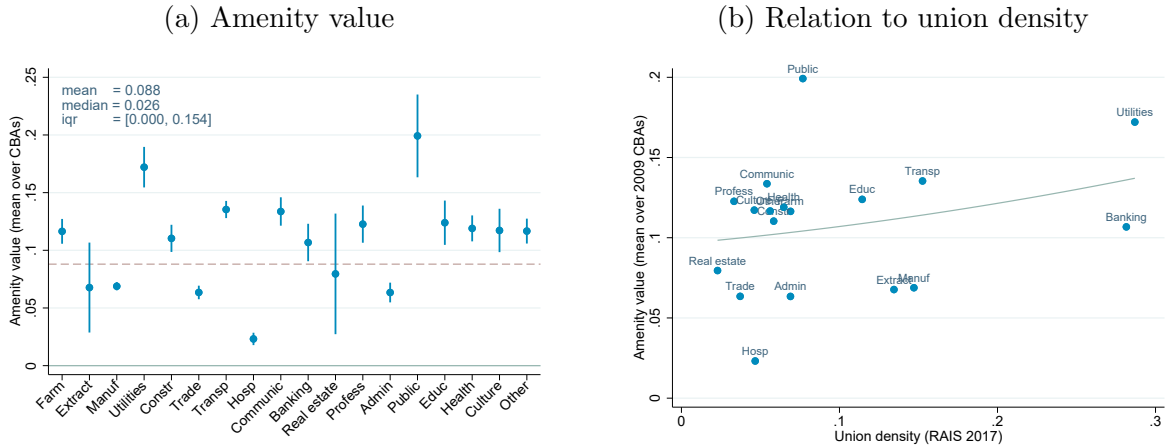 (a) Amenity value
Amenity value (mean over CBAs)
.25
.2
.15
.1
.05
0
mean = 0.088
median = 0.026
iqr = [0.000, 0.154]
Farm
Extract
Manuf
Utilities
Constr
Trade
Transp
Hosp
Communic
Banking
Real estate
Profess
Admin
Public
Educ
Health
Culture
Other
(b) Relation to union density
Amenity value (mean over 2009 CBAs)
.2
.15
.1
.05
0
Public
Utilities
Communic
Transp
Profess
Educ
Health
Constr
Banking
Real estate
Trade
Admin
Extract
Manuf
Hosp
0
.1
.2
.3
Union density (RAIS 2017)